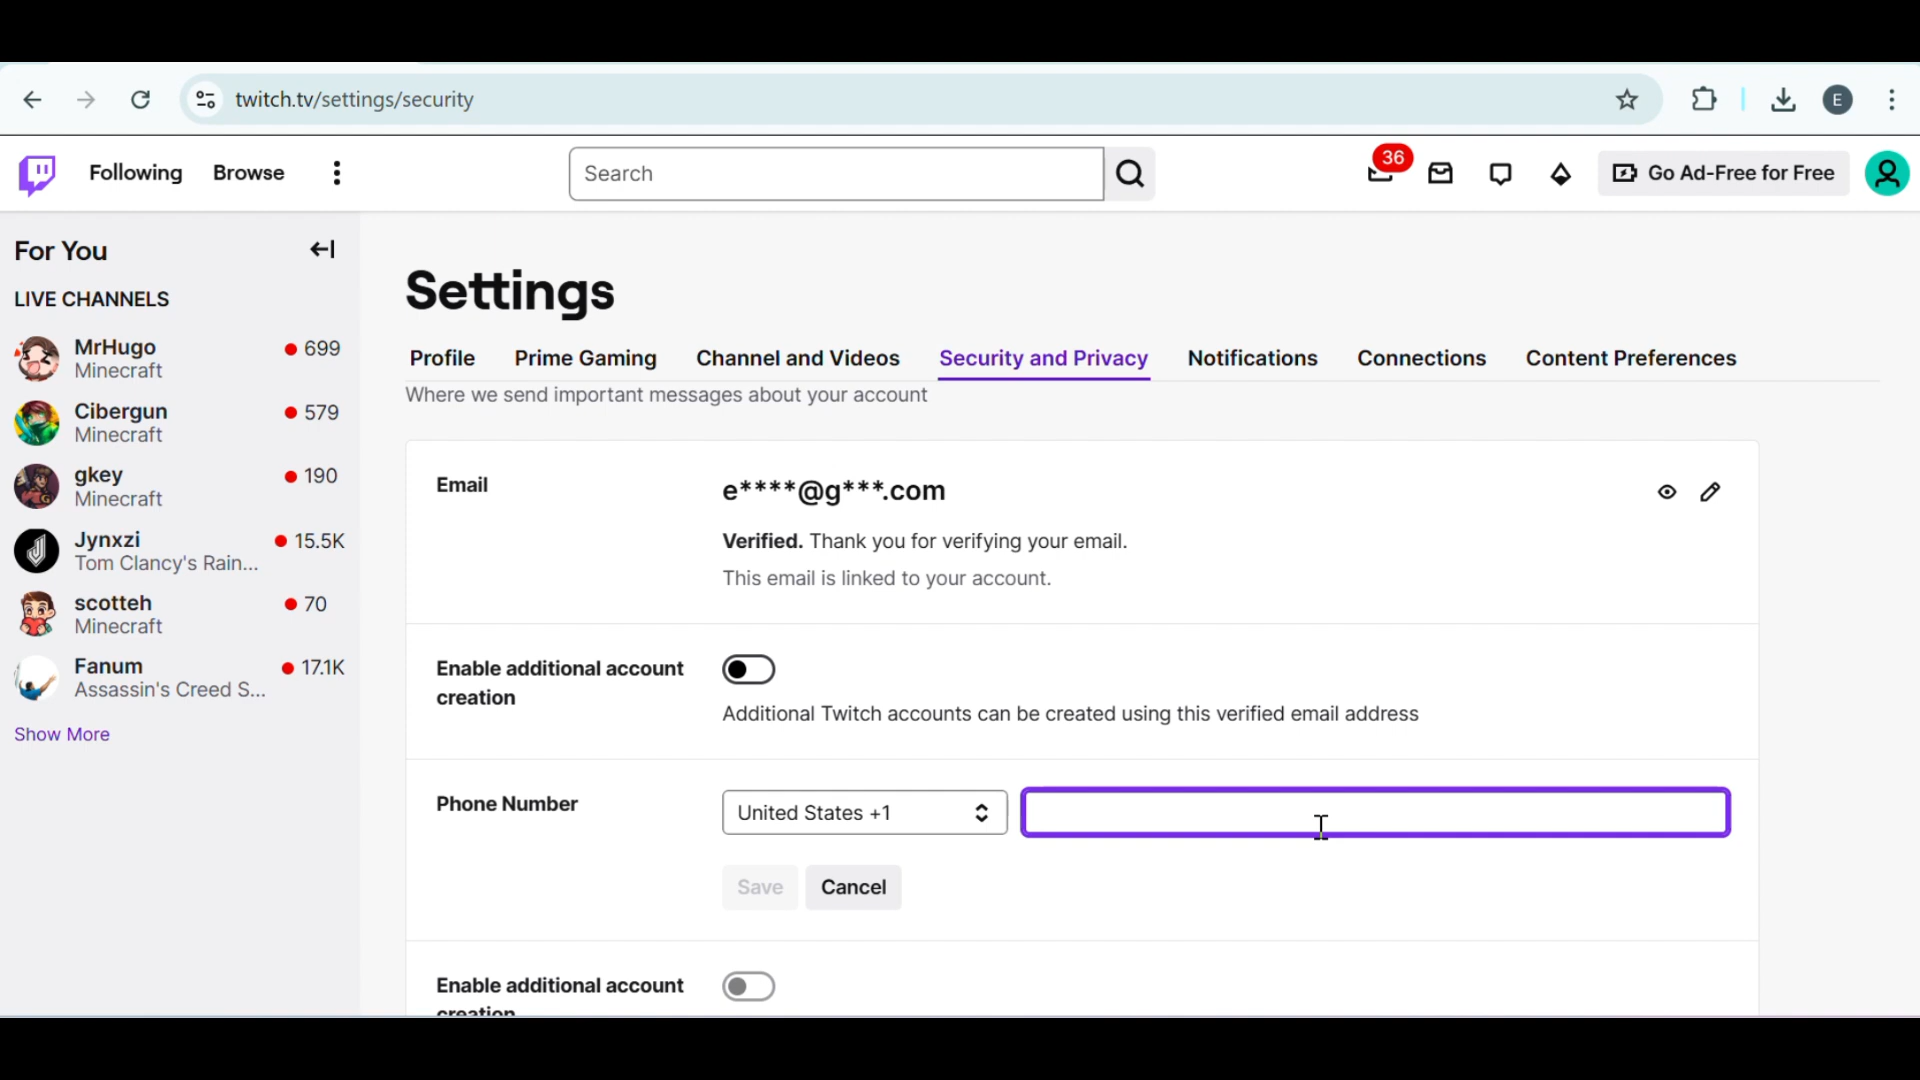 twitch.tv/settings/security
E
Following Browse Search 36 Go Ad-Free for Free
For You
LIVE CHANNELS
MrHugo 699
Minecraft
Cibergun 579
Minecraft
gkey 190
Minecraft
Jynxzi 15.5K
Tom Clancy's Rain...
scotteh 70
Minecraft
Fanum 17.1K
Assassin's Creed S...
Show More
Settings
Profile Prime Gaming Channel and Videos Security and Privacy Notifications Connections Content Preferences
Where we send important messages about your account
Email e****@g***.com
Verified. Thank you for verifying your email.
This email is linked to your account.
Enable additional account
creation
Additional Twitch accounts can be created using this verified email address
Phone Number United States +1
Save Cancel
Enable additional account
creation